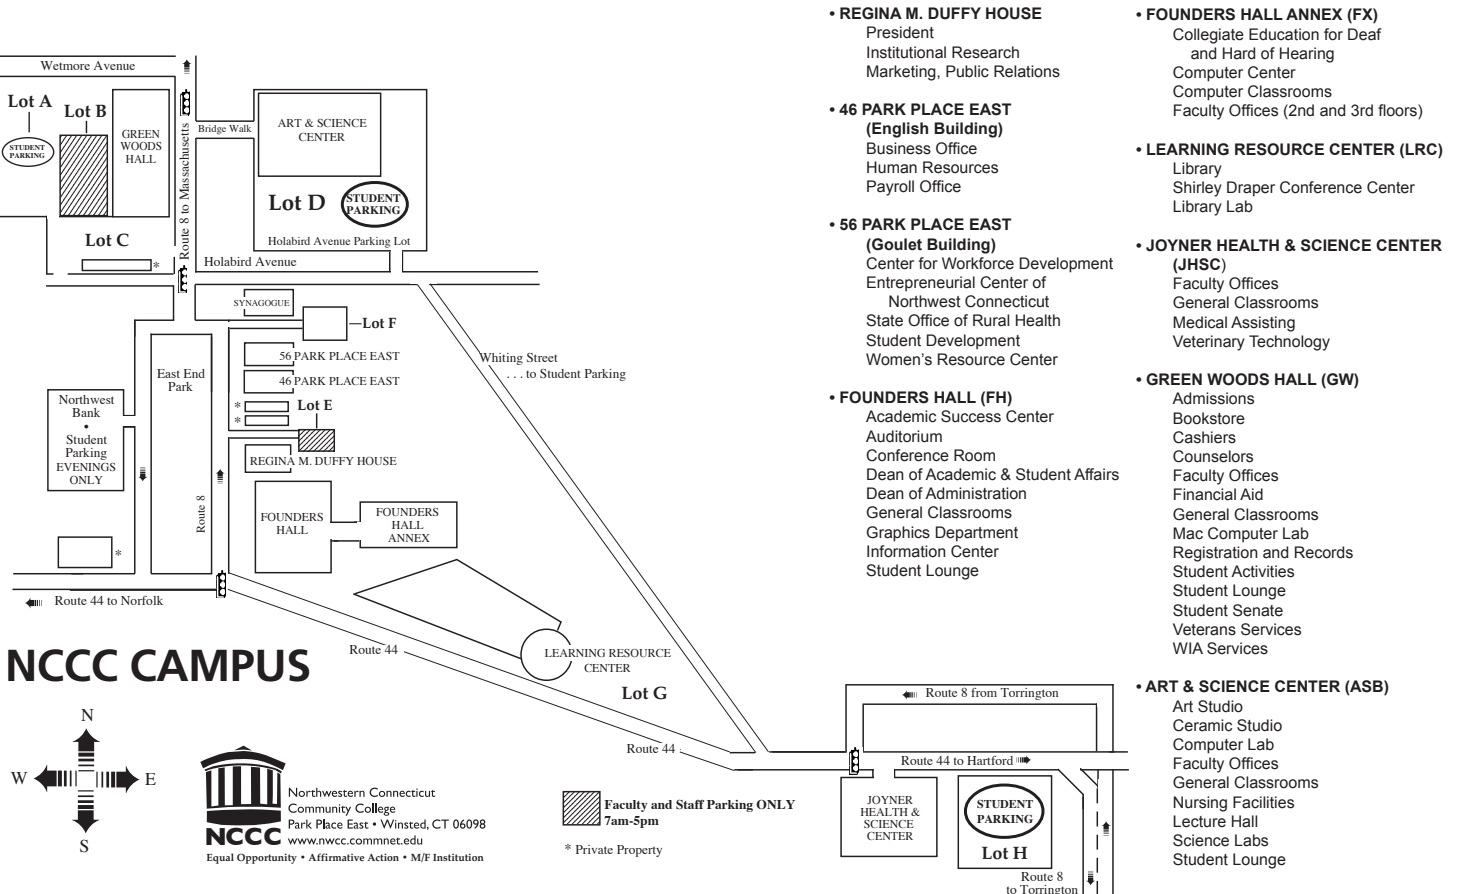 Wetmore Avenue
Lot A
Lot B
STUDENT
PARKING
GREEN
WOODS
HALL
Route 8 to Massachusetts
Bridge Walk
ART & SCIENCE
CENTER
Lot D
STUDENT
PARKING
Holabird Avenue Parking Lot
Lot C
*
Holabird Avenue
SYNAGOGUE
Lot F
56 PARK PLACE EAST
46 PARK PLACE EAST
*
*
Lot E
REGINA M. DUFFY HOUSE
East End
Park
Northwest
Bank
•
Student
Parking
EVENINGS
ONLY
Route 8
FOUNDERS
HALL
FOUNDERS
HALL
ANNEX
*
Whiting Street
. . . to Student Parking
Route 44 to Norfolk
Route 44
LEARNING RESOURCE
CENTER
Lot G
Route 44
Route 8 from Torrington
Route 44 to Hartford
JOYNER
HEALTH &
SCIENCE
CENTER
STUDENT
PARKING
Lot H
Route 8
to Torrington
NCCC CAMPUS
N
W
E
S
NCCC
Northwestern Connecticut
Community College
Park Place East • Winsted, CT 06098
www.nwcc.commnet.edu
Equal Opportunity • Affirmative Action • M/F Institution
Faculty and Staff Parking ONLY
7am-5pm
* Private Property
• REGINA M. DUFFY HOUSE
President
Institutional Research
Marketing, Public Relations
• 46 PARK PLACE EAST
(English Building)
Business Office
Human Resources
Payroll Office
• 56 PARK PLACE EAST
(Goulet Building)
Center for Workforce Development
Entrepreneurial Center of
Northwest Connecticut
State Office of Rural Health
Student Development
Women's Resource Center
• FOUNDERS HALL (FH)
Academic Success Center
Auditorium
Conference Room
Dean of Academic & Student Affairs
Dean of Administration
General Classrooms
Graphics Department
Information Center
Student Lounge
• FOUNDERS HALL ANNEX (FX)
Collegiate Education for Deaf
and Hard of Hearing
Computer Center
Computer Classrooms
Faculty Offices (2nd and 3rd floors)
• LEARNING RESOURCE CENTER (LRC)
Library
Shirley Draper Conference Center
Library Lab
• JOYNER HEALTH & SCIENCE CENTER
(JHSC)
Faculty Offices
General Classrooms
Medical Assisting
Veterinary Technology
• GREEN WOODS HALL (GW)
Admissions
Bookstore
Cashiers
Counselors
Faculty Offices
Financial Aid
General Classrooms
Mac Computer Lab
Registration and Records
Student Activities
Student Lounge
Student Senate
Veterans Services
WIA Services
• ART & SCIENCE CENTER (ASB)
Art Studio
Ceramic Studio
Computer Lab
Faculty Offices
General Classrooms
Nursing Facilities
Lecture Hall
Science Labs
Student Lounge